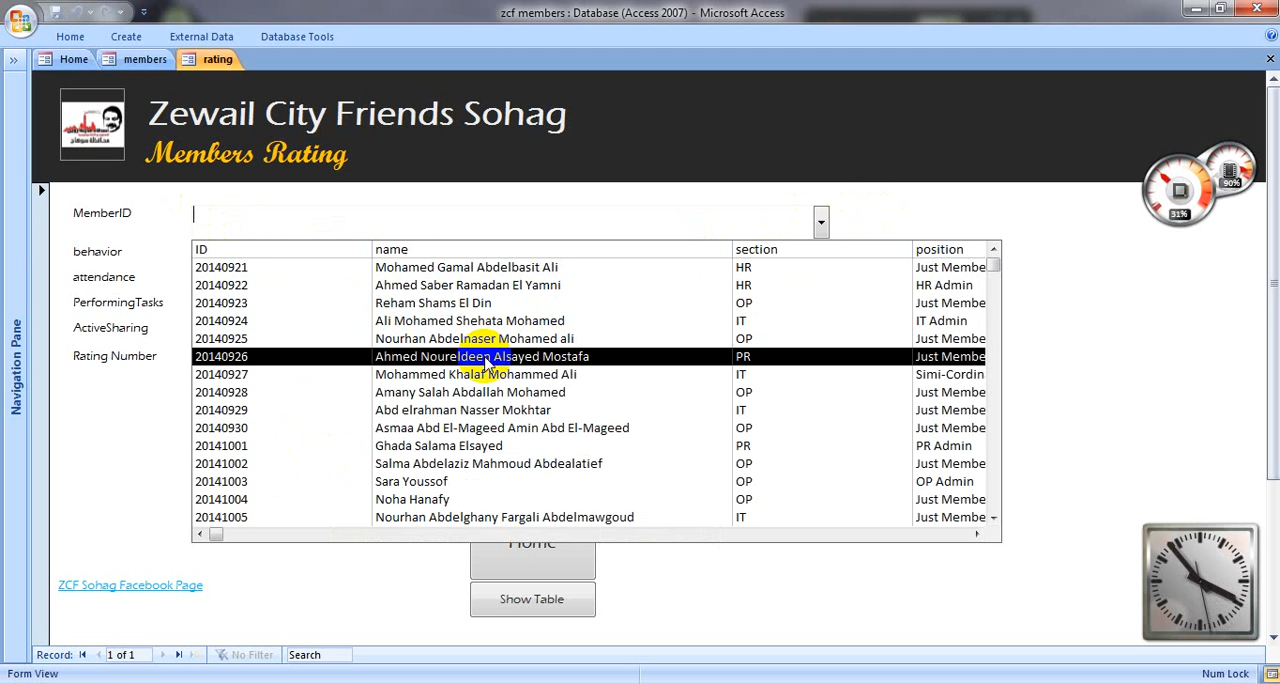 zcf members : Database (Access 2007) - Microsoft Access
Home Create External Data Database Tools
Home members rating
Zewail City Friends Sohag
Members Rating
90%
31%
Navigation Pane
MemberID
behavior
attendance
PerformingTasks
ActiveSharing
Rating Number
ID name section position
20140921 Mohamed Gamal Abdelbasit Ali HR Just Membe
20140922 Ahmed Saber Ramadan El Yamni HR HR Admin
20140923 Reham Shams El Din OP Just Membe
20140924 Ali Mohamed Shehata Mohamed IT IT Admin
20140925 Nourhan Abdelnaser Mohamed ali OP Just Membe
20140926 Ahmed Noureldeen Alsayed Mostafa PR Just Membe
20140927 Mohammed Khalaf Mohammed Ali IT Simi-Cordin
20140928 Amany Salah Abdallah Mohamed OP Just Membe
20140929 Abd elrahman Nasser Mokhtar IT Just Membe
20140930 Asmaa Abd El-Mageed Amin Abd El-Mageed OP Just Membe
20141001 Ghada Salama Elsayed PR PR Admin
20141002 Salma Abdelaziz Mahmoud Abdealatief OP Just Membe
20141003 Sara Youssof OP OP Admin
20141004 Noha Hanafy OP Just Membe
20141005 Nourhan Abdelghany Fargali Abdelmawgoud IT Just Membe
Home
ZCF Sohag Facebook Page
Show Table
Record: 1 of 1 No Filter Search
Form View Num Lock